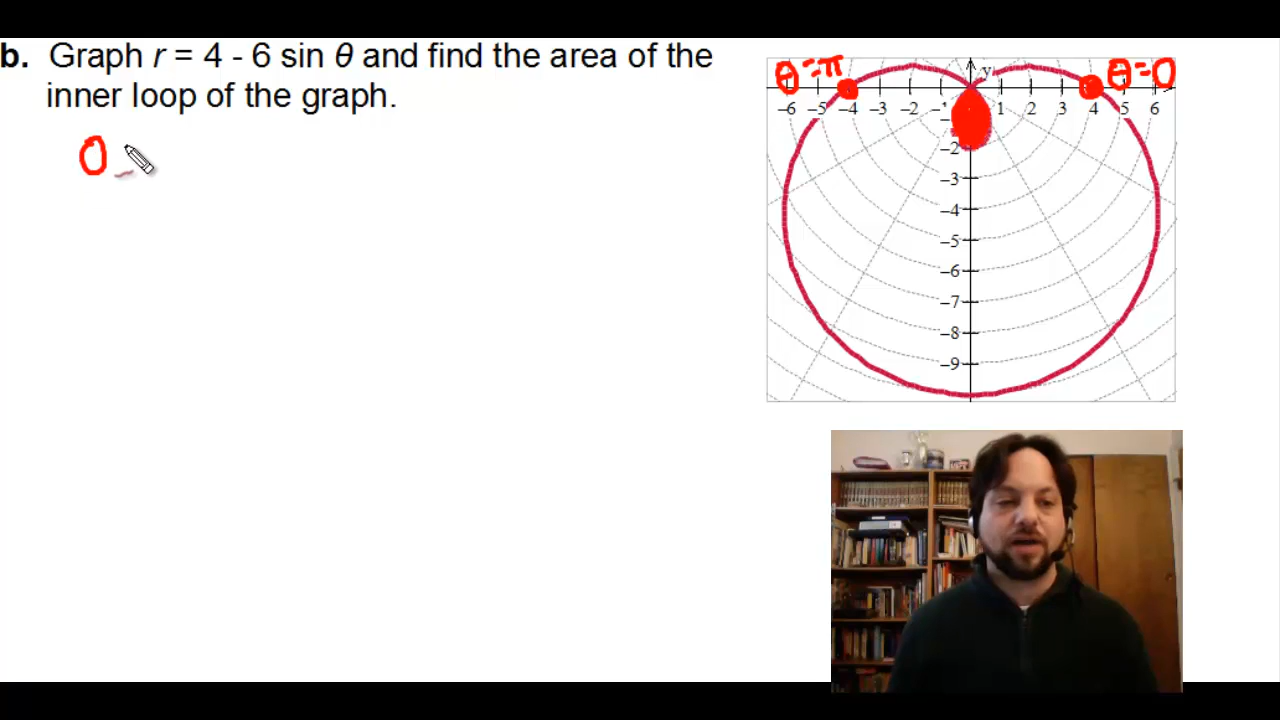 b. Graph r = 4 - 6 sin θ and find the area of the
inner loop of the graph.
0
θ=π
θ=0
y
-6 -5 -4 -3 -2 -1 1 2 3 4 5 6
-2
-3
-4
-5
-6
-7
-8
-9